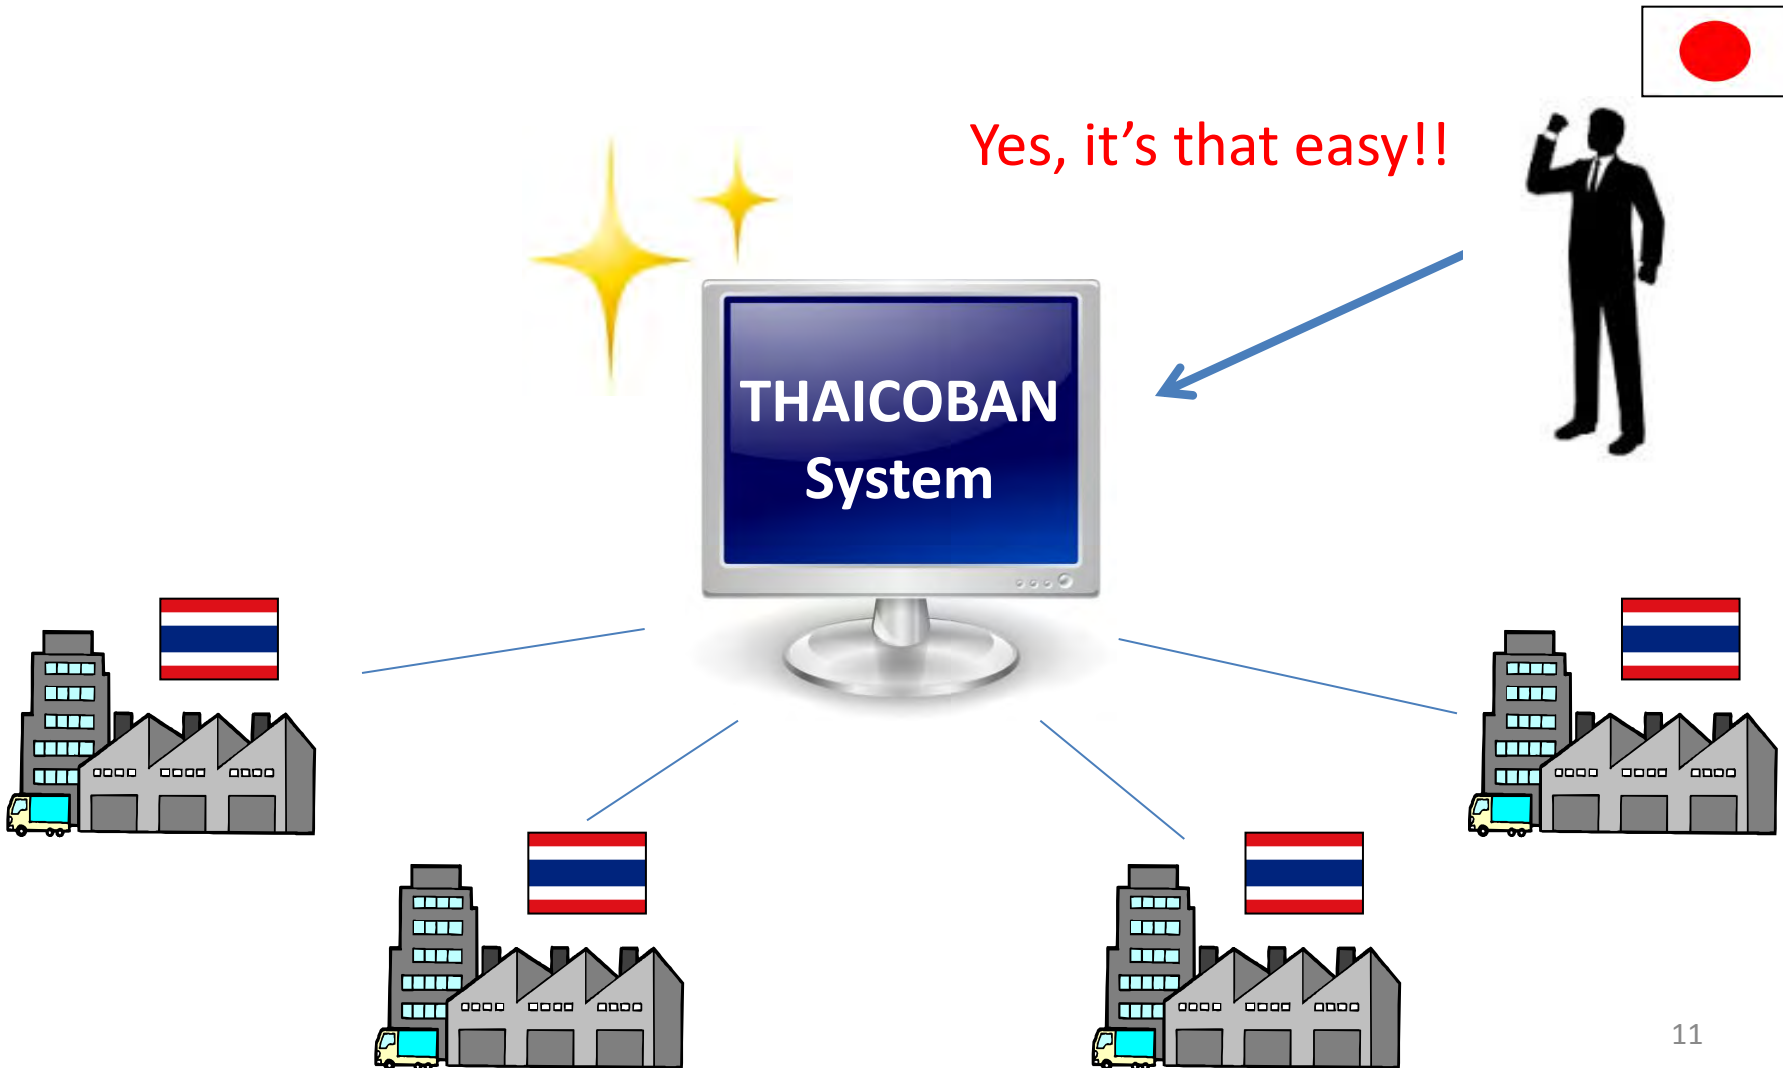 Yes, it’s that easy!!
THAICOBAN
System
11